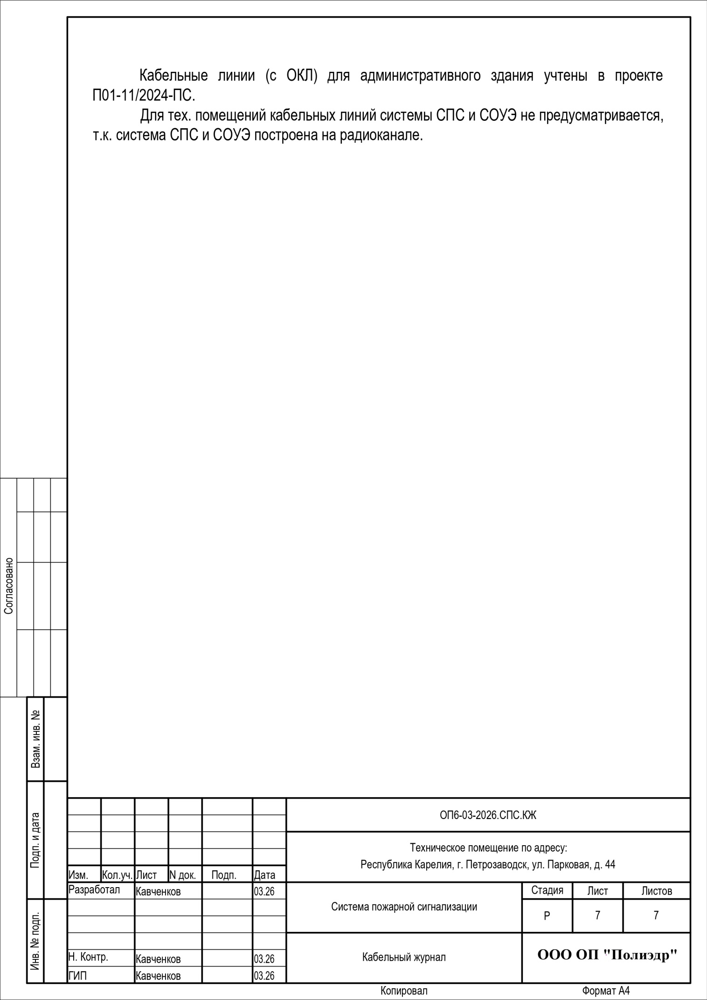 Кабельные линии (с ОКЛ) для административного здания учтены в проекте
П01-11/2024-ПС.
Для тех. помещений кабельных линий системы СПС и СОУЭ не предусматривается,
т.к. система СПС и СОУЭ построена на радиоканале.
Согласовано
Взам. инв. №
Подп. и дата
Инв. № подп.
ОП6-03-2026.СПС.КЖ
Техническое помещение по адресу:
Республика Карелия, г. Петрозаводск, ул. Парковая, д. 44
Изм. Кол.уч. Лист N док. Подп. Дата
Разработал Кавченков 03.26
Система пожарной сигнализации
Стадия Лист Листов
Р 7 7
Н. Контр. Кавченков 03.26
ГИП Кавченков 03.26
Кабельный журнал
ООО ОП "Полиэдр"
Копировал Формат А4